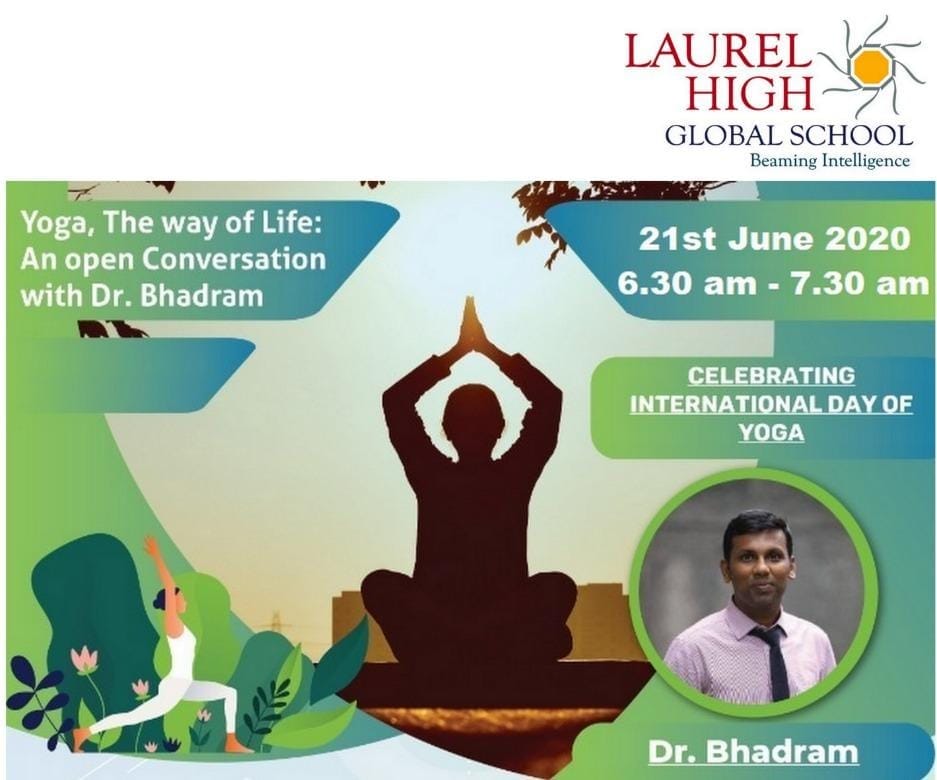 LAUREL
HIGH
GLOBAL SCHOOL
Beaming Intelligence
Yoga, The way of Life:
An open Conversation
with Dr. Bhadram
21st June 2020
6.30 am - 7.30 am
CELEBRATING
INTERNATIONAL DAY OF
YOGA
Dr. Bhadram